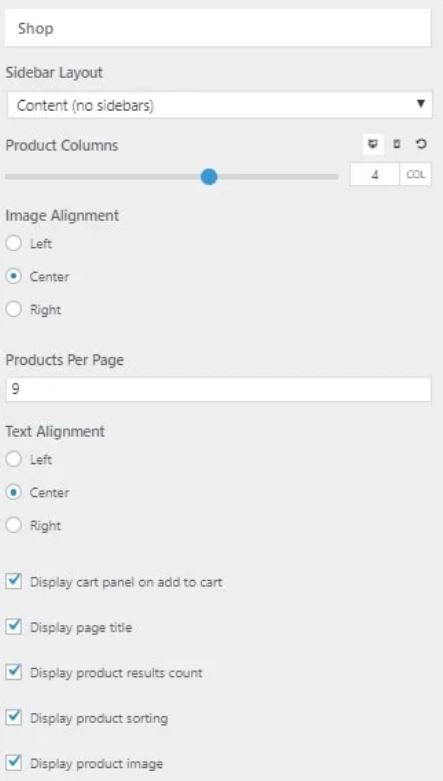 Shop
Sidebar Layout
Content (no sidebars)
Product Columns
4 COL
Image Alignment
Left
Center
Right
Products Per Page
9
Text Alignment
Left
Center
Right
Display cart panel on add to cart
Display page title
Display product results count
Display product sorting
Display product image